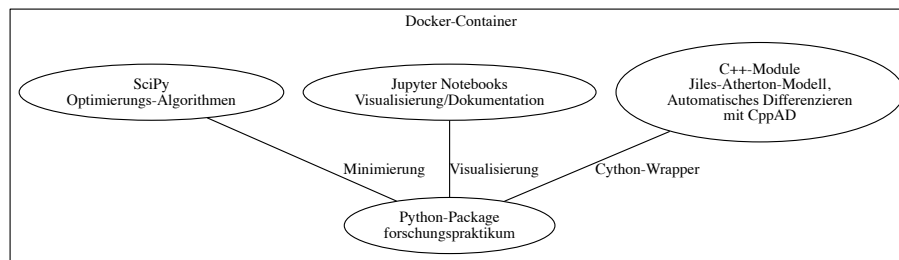 Docker-Container
SciPy
Optimierungs-Algorithmen
Jupyter Notebooks
Visualisierung/Dokumentation
C++-Module
Jiles-Atherton-Modell,
Automatisches Differenzieren
mit CppAD
Minimierung
Visualisierung
Cython-Wrapper
Python-Package
forschungspraktikum